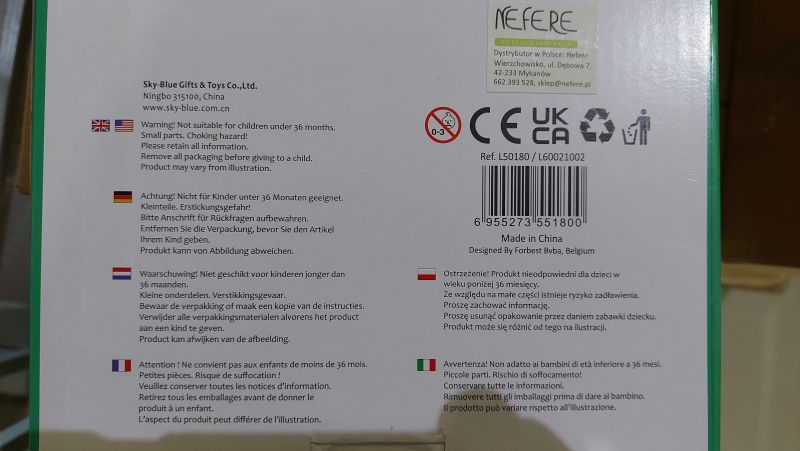 NEFERE
Dystrybutor w Polsce: Nefere
Wierzchowisko, ul. Dębowa 7,
42-233 Mykanów
662 393 528, sklep@nefere.pl
Sky-Blue Gifts & Toys Co.,Ltd.
Ningbo 315100, China
www.sky-blue.com.cn
Warning! Not suitable for children under 36 months.
Small parts. Choking hazard!
Please retain all information.
Remove all packaging before giving to a child.
Product may vary from illustration.
0-3
CE
UK
CA
Ref. L50180 / L60021002
6 955273 551800
Made in China
Designed By Forbest Bvba, Belgium
Achtung! Nicht für Kinder unter 36 Monaten geeignet.
Kleinteile. Erstickungsgefahr!
Bitte Anschrift für Rückfragen aufbewahren.
Entfernen Sie die Verpackung, bevor Sie den Artikel
Ihrem Kind geben.
Produkt kann von Abbildung abweichen.
Waarschuwing! Niet geschikt voor kinderen jonger dan
36 maanden.
Kleine onderdelen. Verstikkingsgevaar.
Bewaar de verpakking of maak een kopie van de instructies.
Verwijder alle verpakkingsmaterialen alvorens het product
aan een kind te geven.
Product kan afwijken van de afbeelding.
Ostrzeżenie! Produkt nieodpowiedni dla dzieci w
wieku poniżej 36 miesięcy.
Ze względu na małe części istnieje ryzyko zadławienia.
Proszę zachować informację.
Proszę usunąć opakowanie przez daniem zabawki dziecku.
Produkt może się różnić od tego na ilustracji.
Attention ! Ne convient pas aux enfants de moins de 36 mois.
Petites pièces. Risque de suffocation !
Veuillez conserver toutes les notices d'information.
Retirez tous les emballages avant de donner le
produit à un enfant.
L'aspect du produit peut différer de l'illustration.
Avvertenza! Non adatto ai bambini di età inferiore a 36 mesi.
Piccole parti. Rischio di soffocamento!
Conservare tutte le informazioni.
Rimuovere tutti gli imballaggi prima di dare al bambino.
Il prodotto può variare rispetto all'illustrazione.